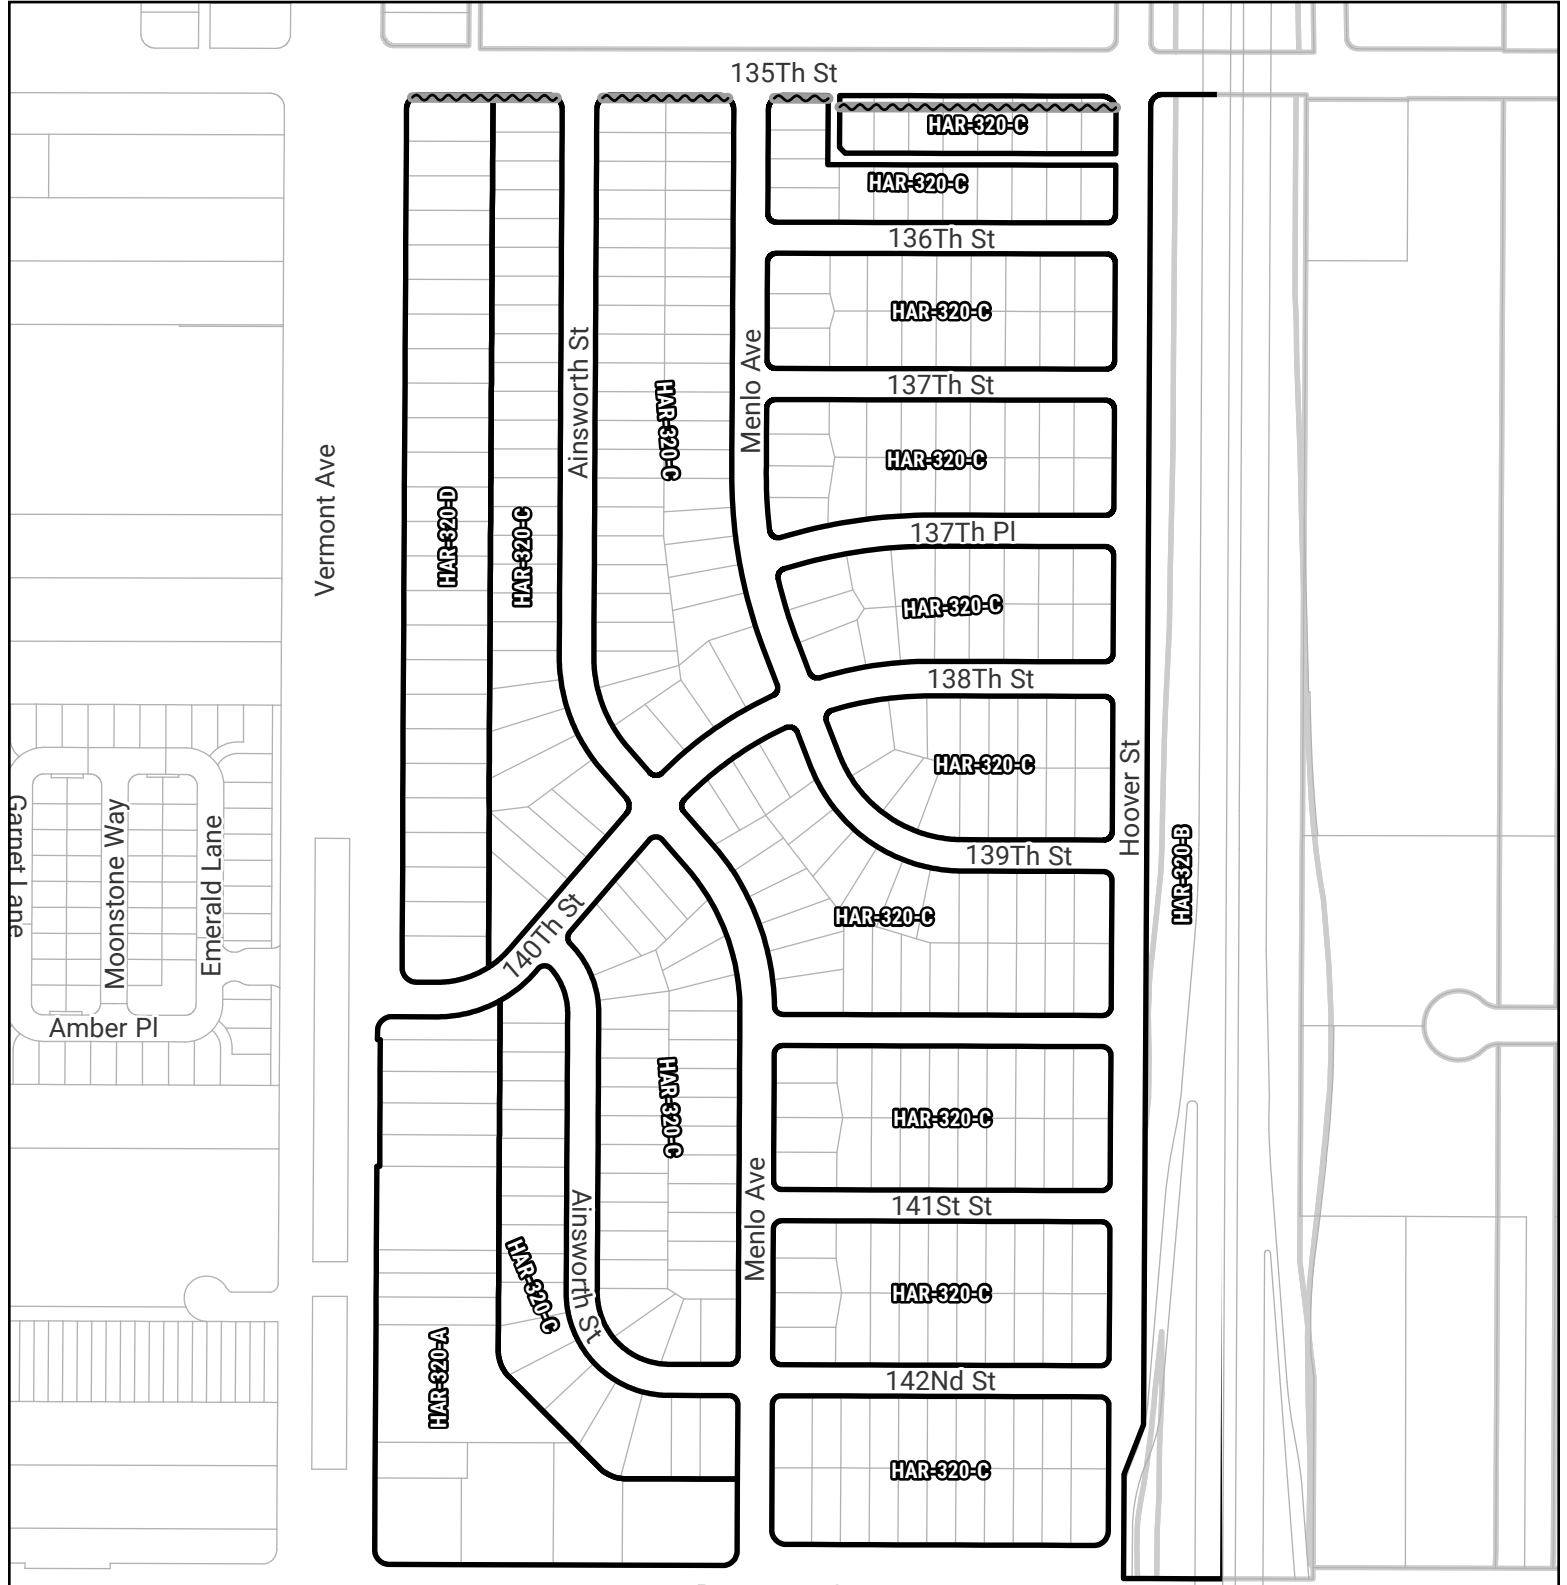 135Th St
HAR-320-C
HAR-320-C
136Th St
HAR-320-C
Ainsworth St
Menlo Ave
137Th St
HAR-320-C
HAR-320-C
Vermont Ave
HAR-320-D
HAR-320-C
137Th Pl
HAR-320-C
138Th St
HAR-320-C
Hoover St
Garnet Lane
Moonstone Way
Emerald Lane
139Th St
HAR-320-B
HAR-320-C
140Th St
Amber Pl
HAR-320-C
HAR-320-C
Menlo Ave
141St St
Ainsworth St
HAR-320-C
HAR-320-C
HAR-320-A
142Nd St
HAR-320-C